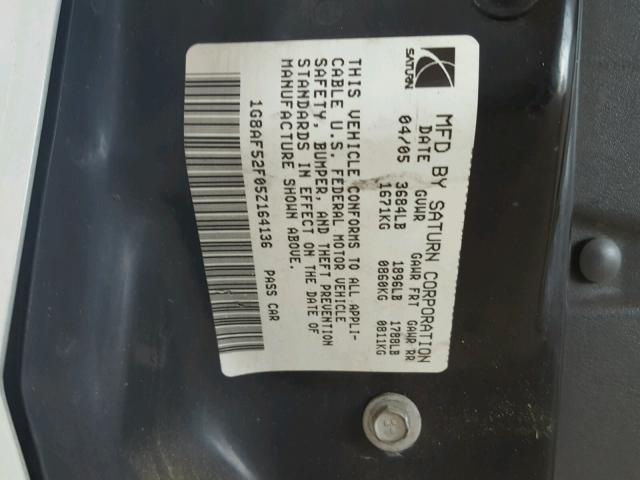 SATURN
MFD BY SATURN CORPORATION
DATE GVWR GAWR FRT GAWR RR
04/05 3684LB 1896LB 1788LB
1671KG 0860KG 0811KG
THIS VEHICLE CONFORMS TO ALL APPLI-
CABLE U.S. FEDERAL MOTOR VEHICLE
SAFETY, BUMPER, AND THEFT PREVENTION
STANDARDS IN EFFECT ON THE DATE OF
MANUFACTURE SHOWN ABOVE.
1G8AF52F05Z164136 PASS CAR